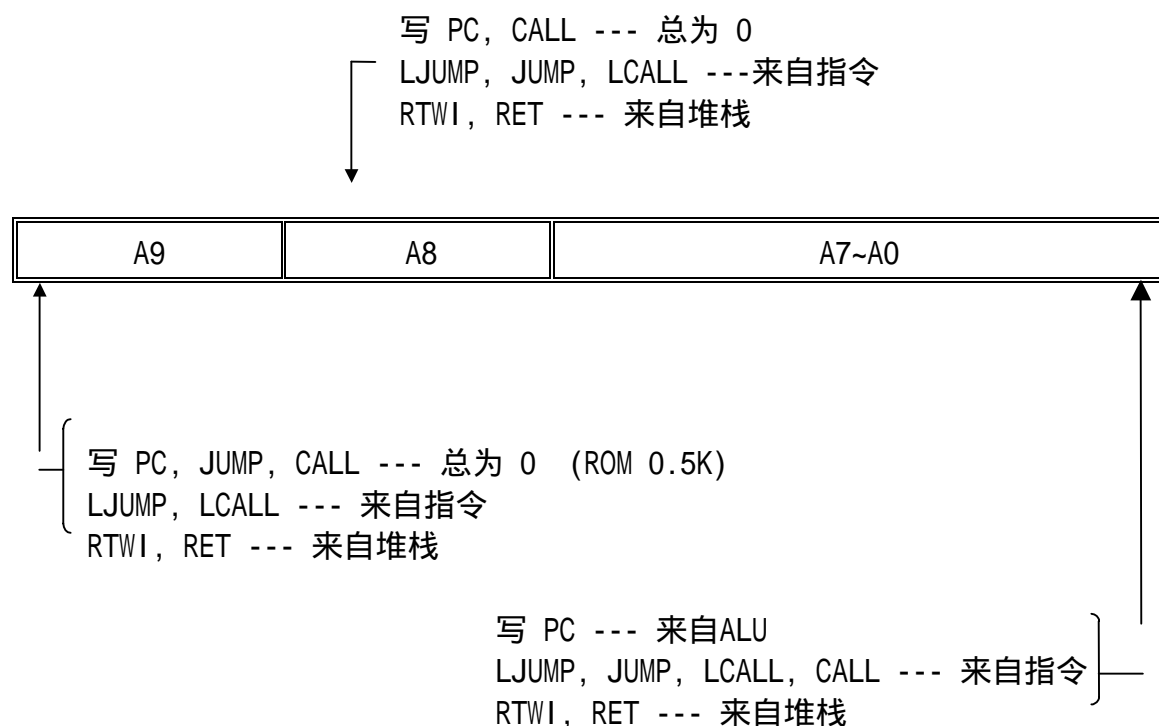 写 PC, CALL --- 总为 0
LJUMP, JUMP, LCALL ---来自指令
RTWI, RET --- 来自堆栈
A9 A8 A7~A0
写 PC, JUMP, CALL --- 总为 0 (ROM 0.5K)
LJUMP, LCALL --- 来自指令
RTWI, RET --- 来自堆栈
写 PC --- 来自ALU
LJUMP, JUMP, LCALL, CALL --- 来自指令
RTWI, RET --- 来自堆栈